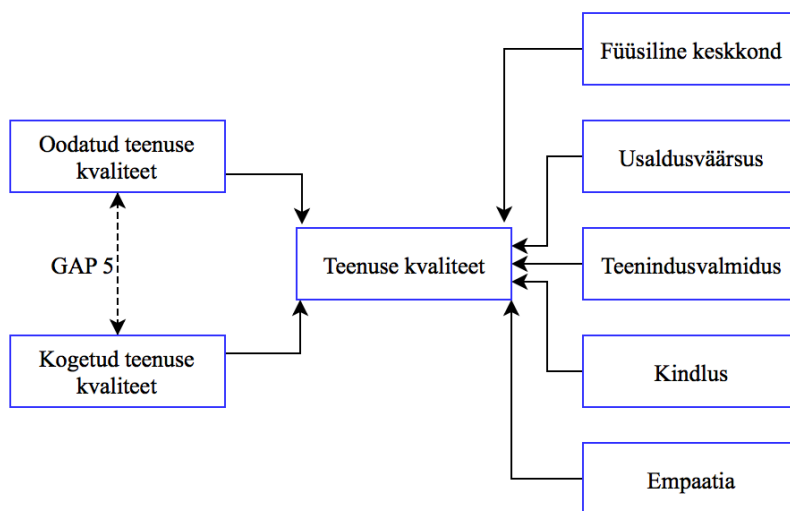 Füüsiline keskkond
Oodatud teenuse
kvaliteet
Usaldusväärsus
GAP 5
Teenuse kvaliteet
Teenindusvalmidus
Kogetud teenuse
kvaliteet
Kindlus
Empaatia